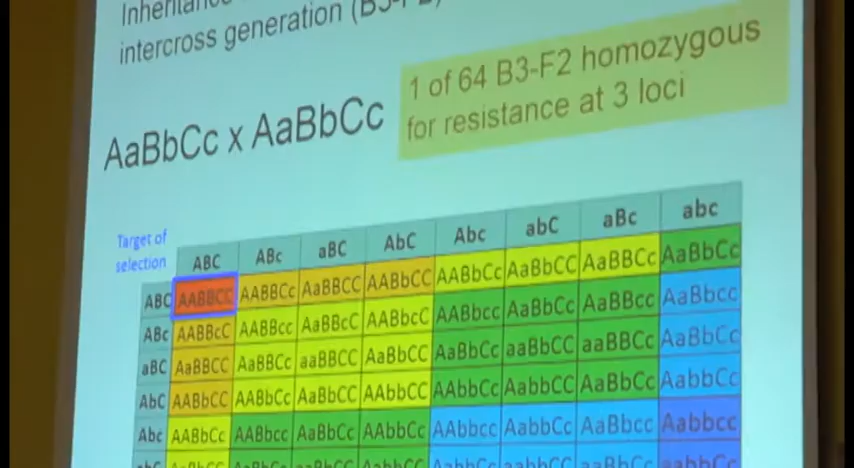 Inheritance
intercross generation (B3-F2)
1 of 64 B3-F2 homozygous
for resistance at 3 loci
AaBbCc x AaBbCc
Target of
selection
ABC ABc aBC AbC Abc abC aBc abc
ABC AABBCC AABBCc AaBBCC AABbCC AABbCc AaBbCC AaBBCc AaBbCc
ABc AABBcC AABBcc AaBBcC AABbcC AABbcc AaBbCc AaBBcc AaBbcc
aBC AaBBCC AaBBCc aaBBCC AaBbCC AaBbCc aaBbCC aaBBCc aaBbCc
AbC AABbCC AABbCc AaBbCC AAbbCC AAbbCc AabbCC AaBbCc AabbCc
Abc AABbCc AABbcc AaBbCc AAbbCc AAbbcc AabbCc AaBbcc Aabbcc